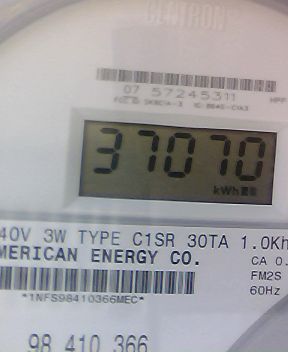 CENTRON
07 57245311
37070
kWh
40V 3W TYPE C1SR 30TA 1.0Kh
MERICAN ENERGY CO.
CA 0.
FM2S
60Hz
*1NFS98410366MEC*
98 410 366